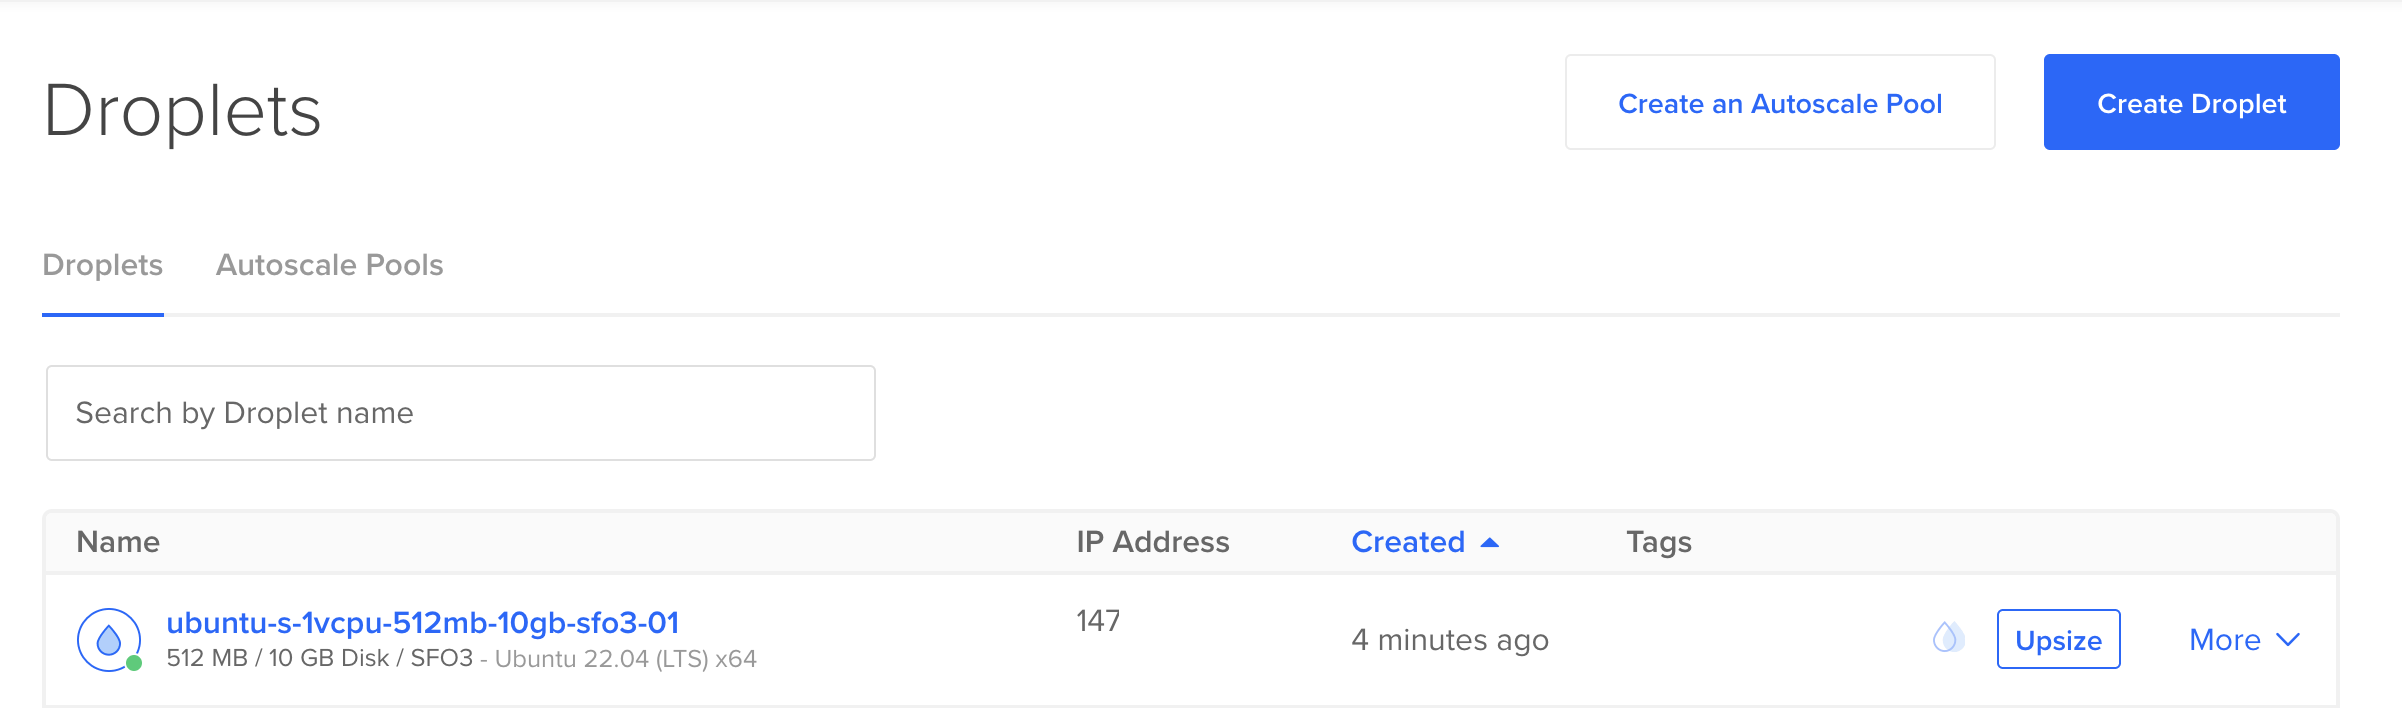 Droplets
Create an Autoscale Pool
Create Droplet
Droplets
Autoscale Pools
Search by Droplet name
Name IP Address Created Tags
ubuntu-s-1vcpu-512mb-10gb-sfo3-01
512 MB / 10 GB Disk / SFO3 - Ubuntu 22.04 (LTS) x64
147
4 minutes ago
Upsize
More